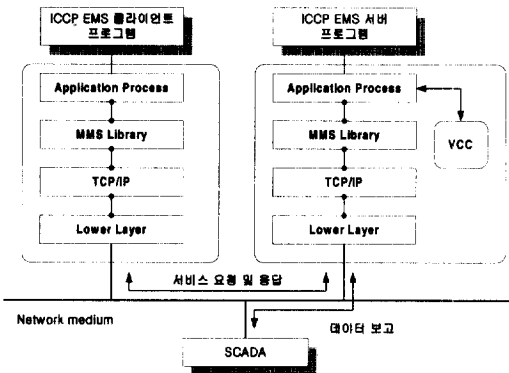 ICCP EMS 클라이언트
프로그램
Application Process
MMS Library
TCP/IP
Lower Layer
ICCP EMS 서버
프로그램
Application Process
MMS Library
TCP/IP
Lower Layer
VCC
서비스 요청 및 응답
Network medium
데이터 보고
SCADA